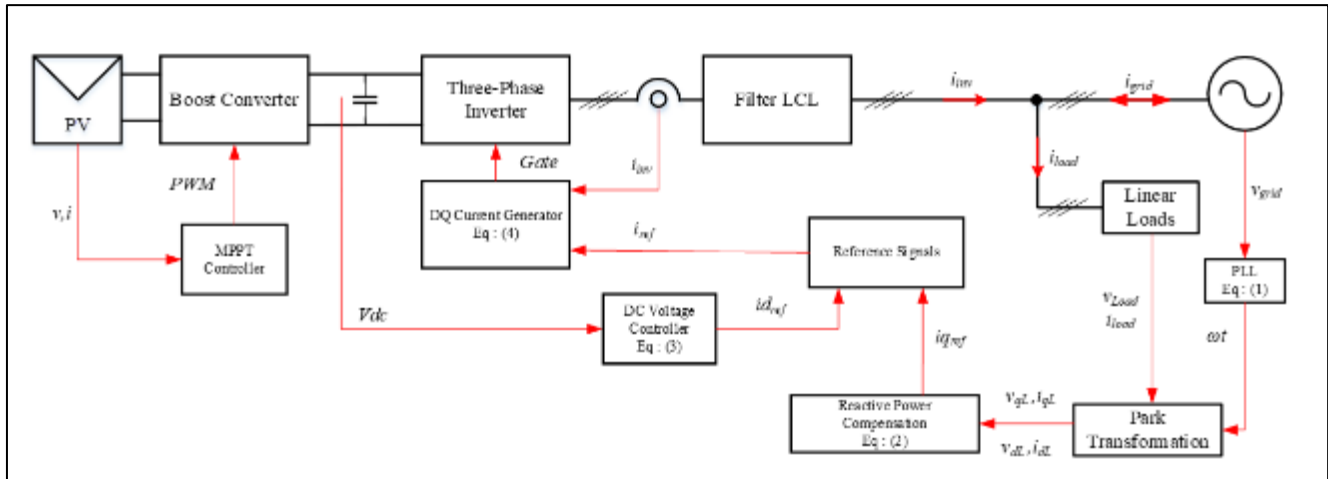 PV
Boost Converter
Three-Phase
Inverter
Filter LCL
i_inv
i_grid
i_load
Linear
Loads
v_grid
PLL
Eq : (1)
ωt
v_Load
i_load
Park
Transformation
v_qL, i_qL
v_dL, i_dL
Reactive Power
Compensation
Eq : (2)
iq_ref
Reference Signals
i_ref
id_ref
DC Voltage
Controller
Eq : (3)
Vdc
DQ Current Generator
Eq : (4)
Gate
i_inv
PWM
v,i
MPPT
Controller